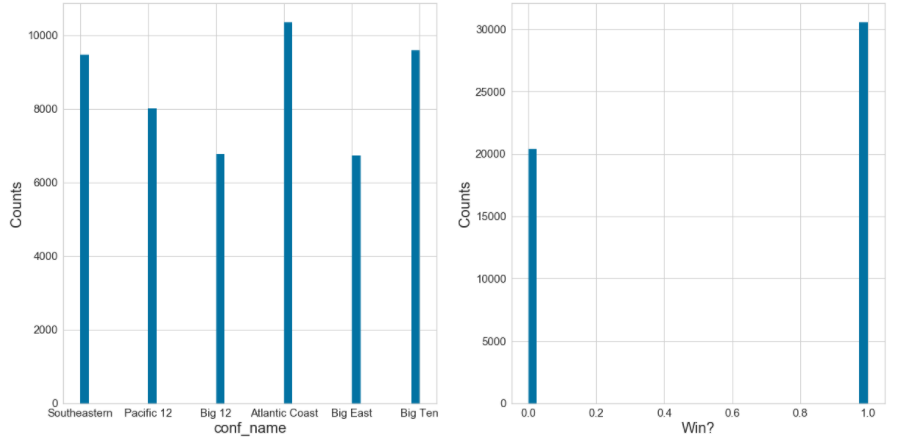 10000
8000
6000
4000
2000
0
Counts
Southeastern Pacific 12 Big 12 Atlantic Coast Big East Big Ten
conf_name
30000
25000
20000
15000
10000
5000
0
Counts
0.0 0.2 0.4 0.6 0.8 1.0
Win?